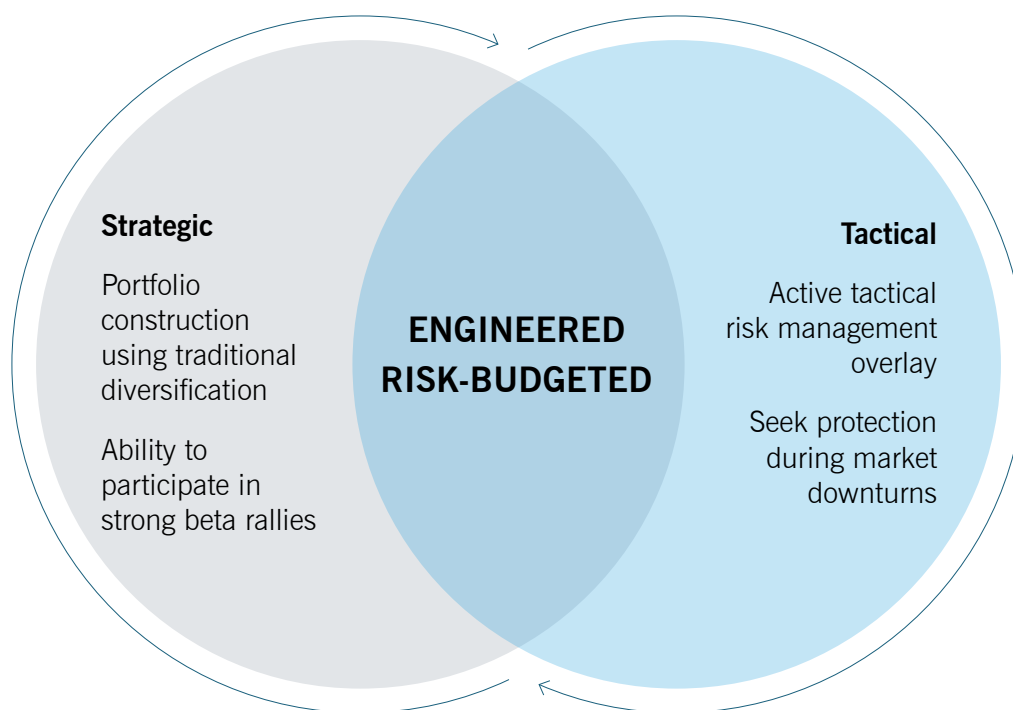 Strategic
Portfolio
construction
using traditional
diversification
Ability to
participate in
strong beta rallies
ENGINEERED
RISK-BUDGETED
Tactical
Active tactical
risk management
overlay
Seek protection
during market
downturns